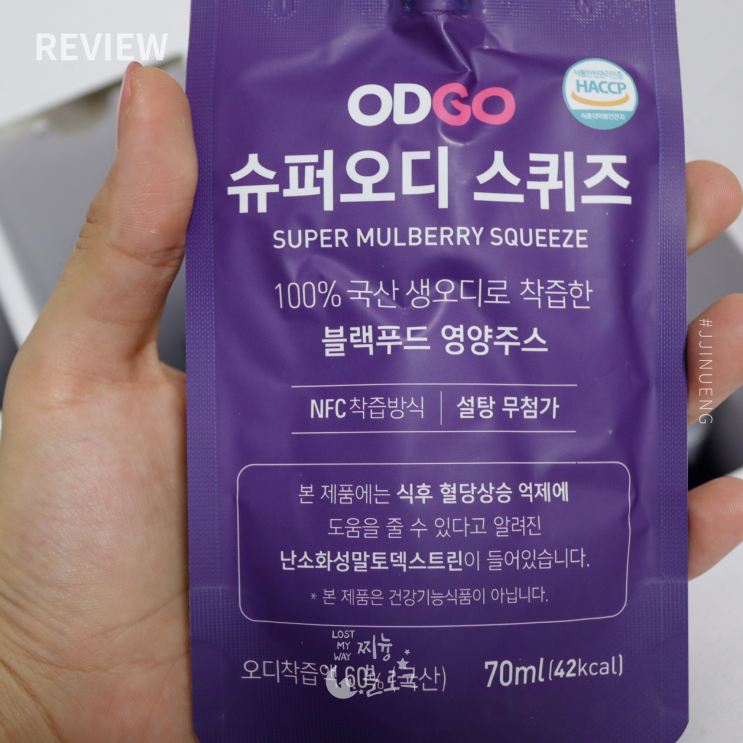 REVIEW
ODGO
식품안전관리인증
HACCP
식품의약품안전처
슈퍼오디 스퀴즈
SUPER MULBERRY SQUEEZE
100% 국산 생오디로 착즙한
블랙푸드 영양주스
NFC착즙방식 | 설탕 무첨가
#JJINUENG
본 제품에는 식후 혈당상승 억제에
도움을 줄 수 있다고 알려진
난소화성말토덱스트린이 들어있습니다.
* 본 제품은 건강기능식품이 아닙니다.
LOST
MY
WAY
찌늉
오디착즙액 60% 국산)
70ml(42kcal)